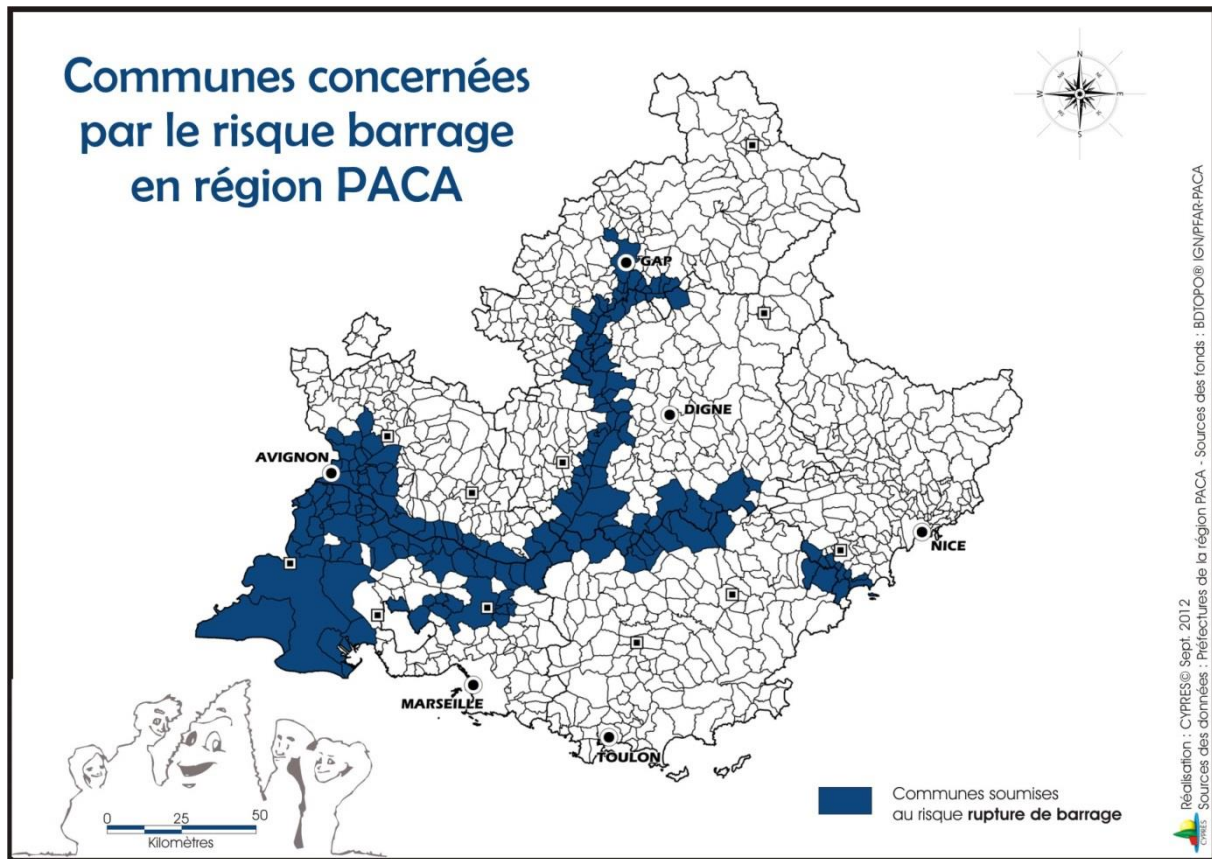 Communes concernées
par le risque barrage
en région PACA
N
W
E
S
GAP
DIGNE
AVIGNON
NICE
MARSEILLE
TOULON
0 25 50
Kilomètres
Communes soumises
au risque rupture de barrage
Réalisation : CYPRES© Sept. 2012
Sources des données : Préfectures de la région PACA - Sources des fonds : BDTOPO® IGN/PFAR-PACA
CYPRES